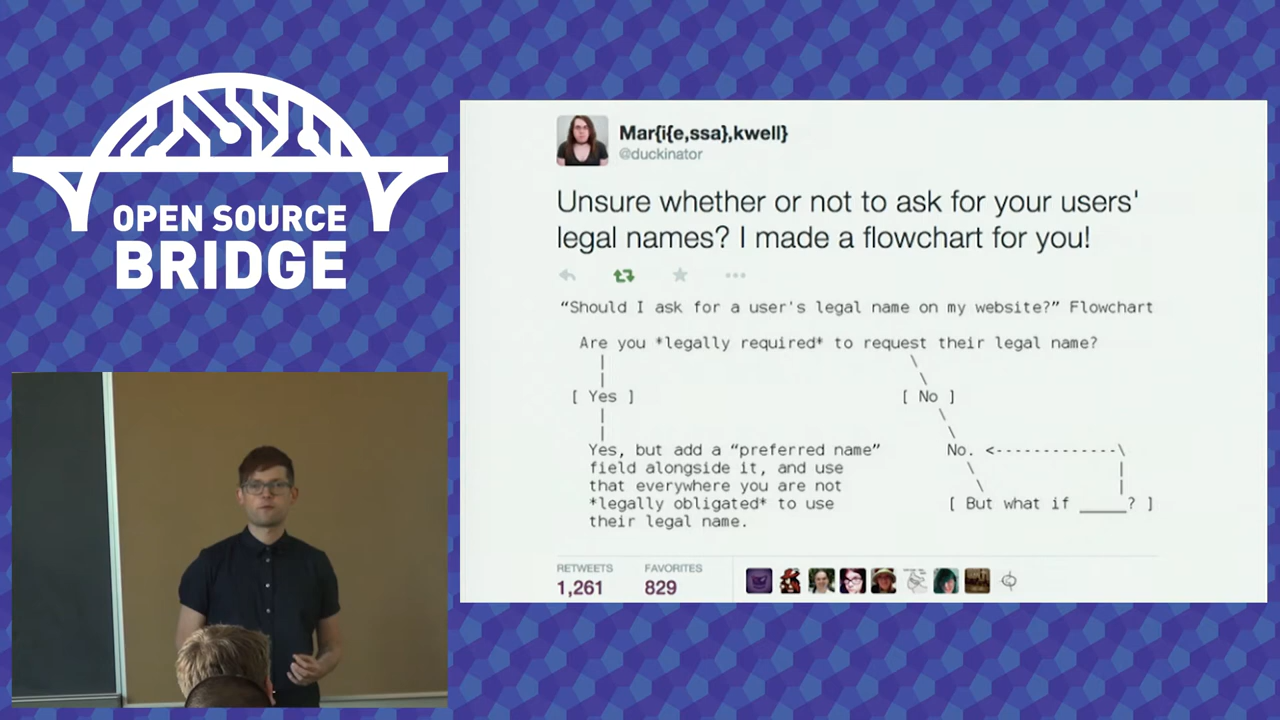 OPEN SOURCE
BRIDGE
Mar{i{e,ssa},kwell}
@duckinator
Unsure whether or not to ask for your users'
legal names? I made a flowchart for you!
“Should I ask for a user's legal name on my website?” Flowchart
Are you *legally required* to request their legal name?
[ Yes ]
[ No ]
Yes, but add a “preferred name”
field alongside it, and use
that everywhere you are not
*legally obligated* to use
their legal name.
No. <-------------\
[ But what if _____? ]
RETWEETS
1,261
FAVORITES
829